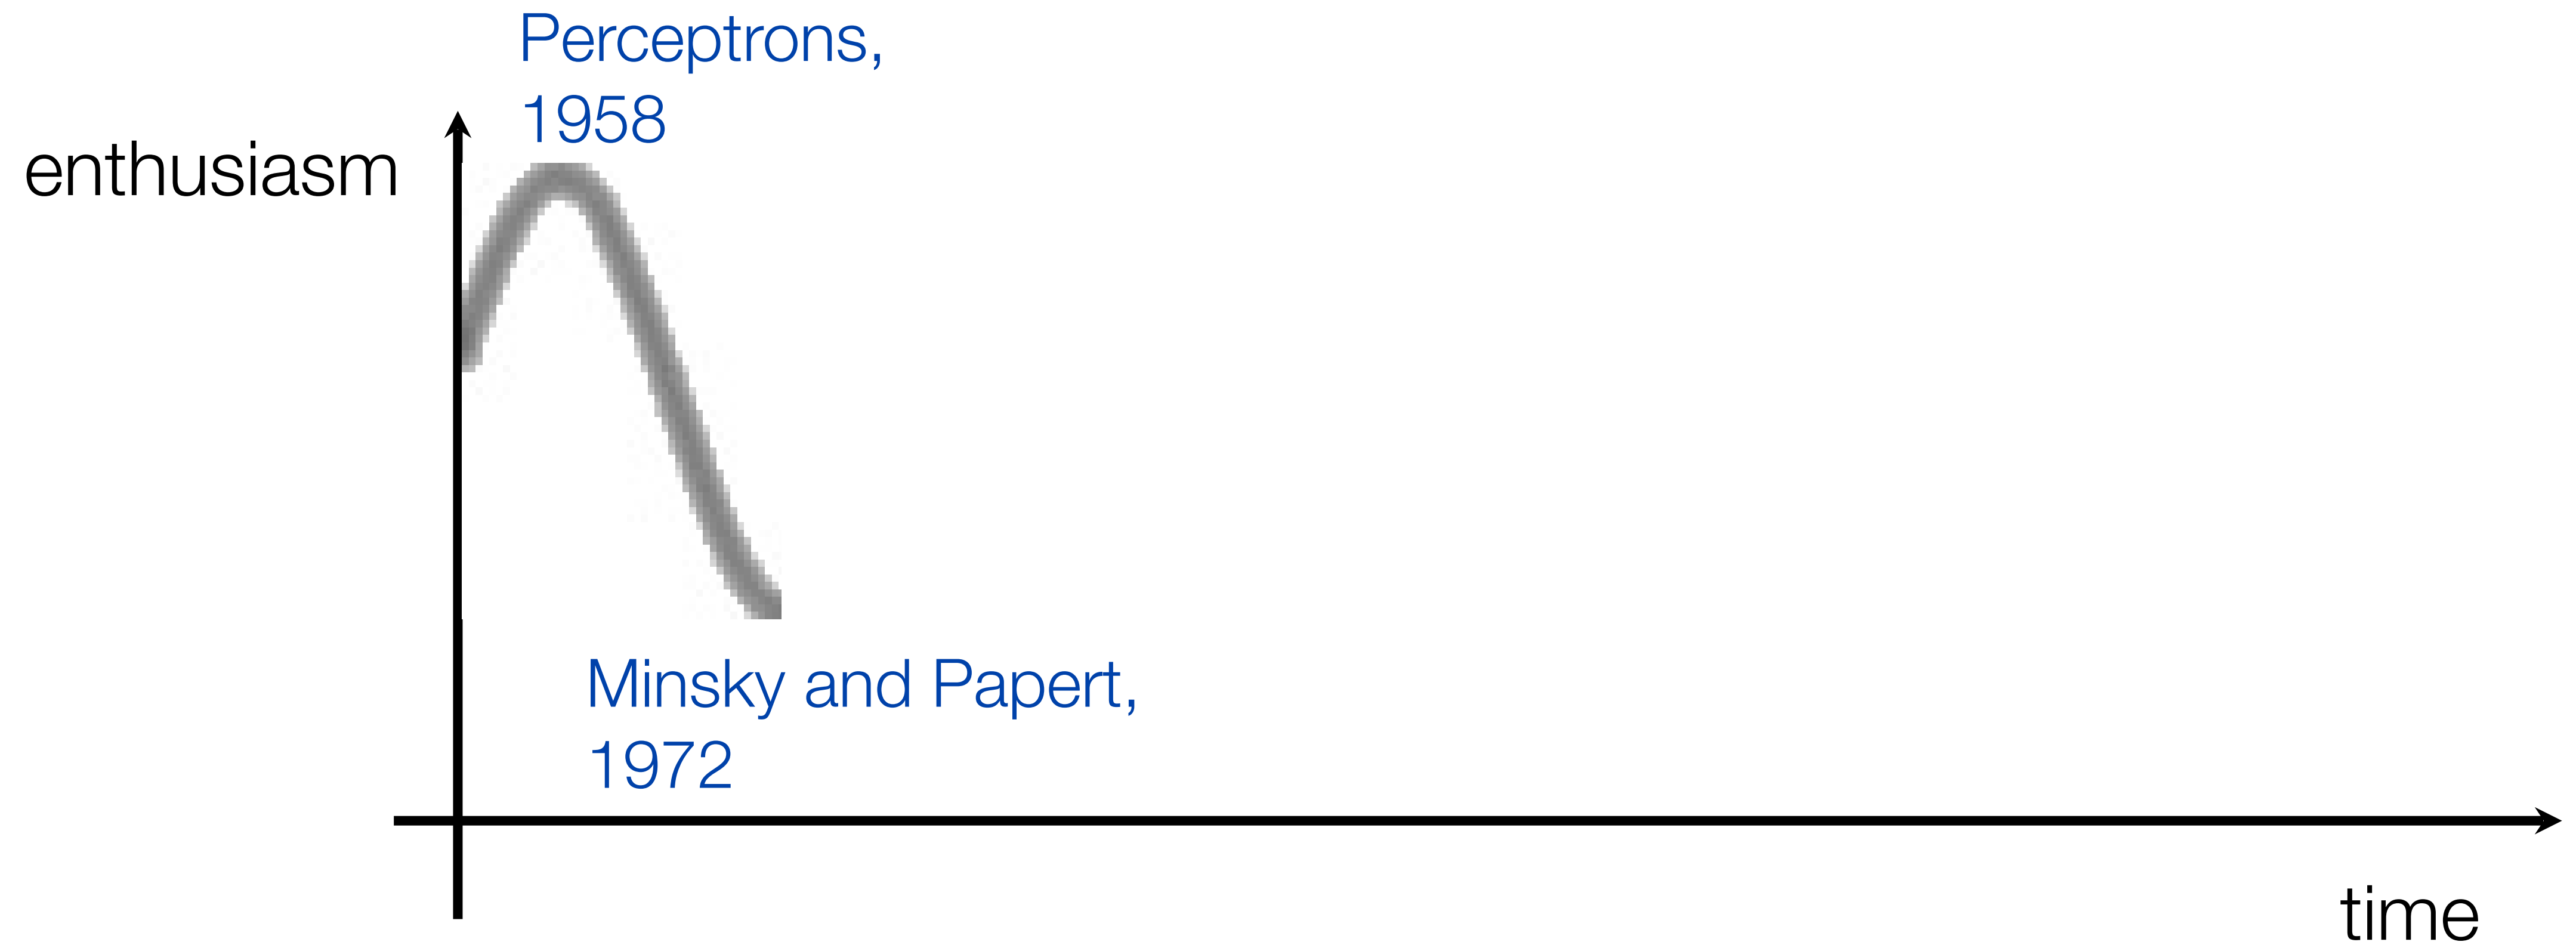 Perceptrons,
1958
enthusiasm
Minsky and Papert,
1972
time